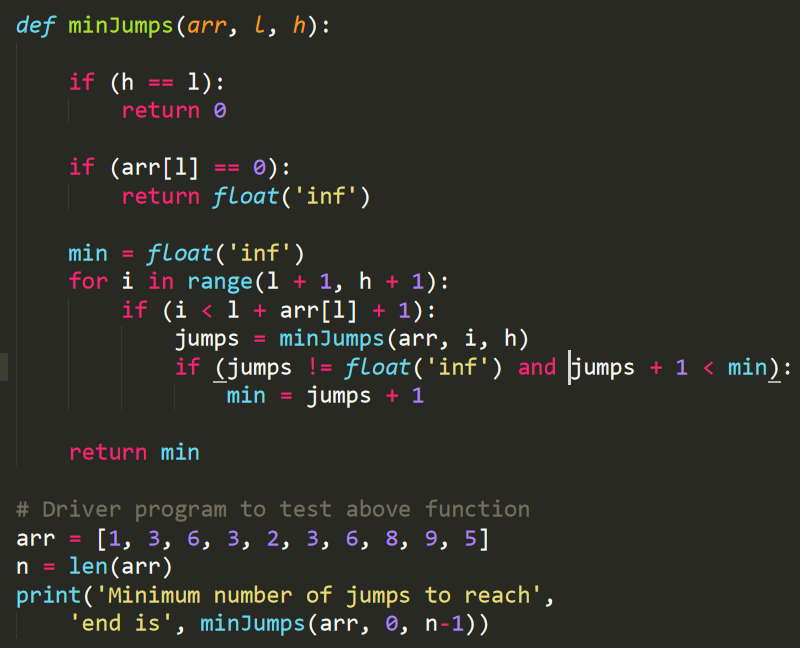 def minJumps(arr, l, h):
if (h == l):
return 0
if (arr[l] == 0):
return float('inf')
min = float('inf')
for i in range(l + 1, h + 1):
if (i < l + arr[l] + 1):
jumps = minJumps(arr, i, h)
if (jumps != float('inf') and jumps + 1 < min):
min = jumps + 1
return min
# Driver program to test above function
arr = [1, 3, 6, 3, 2, 3, 6, 8, 9, 5]
n = len(arr)
print('Minimum number of jumps to reach',
'end is', minJumps(arr, 0, n-1))